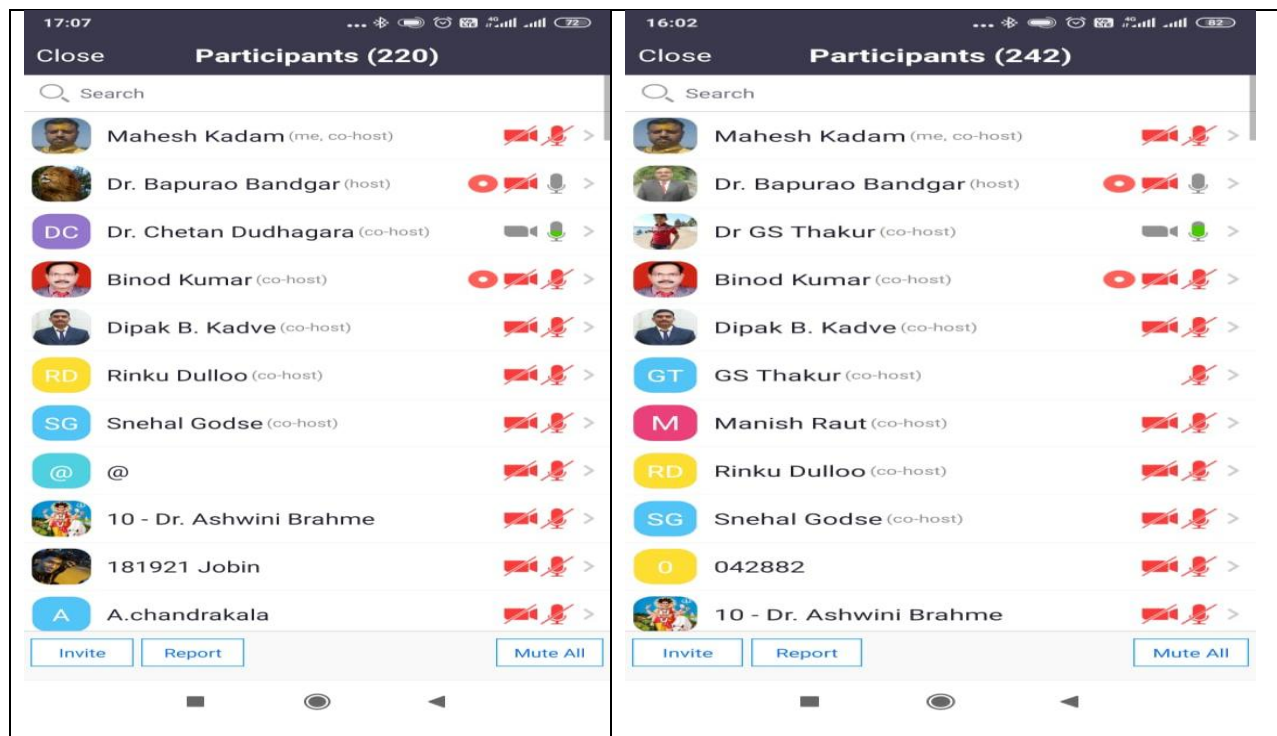 17:07
4G
72
Close Participants (220)
Search
Mahesh Kadam (me, co-host)
Dr. Bapurao Bandgar (host)
DC Dr. Chetan Dudhagara (co-host)
Binod Kumar (co-host)
Dipak B. Kadve (co-host)
RD Rinku Dulloo (co-host)
SG Snehal Godse (co-host)
@ @
10 - Dr. Ashwini Brahme
181921 Jobin
A A.chandrakala
Invite Report Mute All
16:02
4G
82
Close Participants (242)
Search
Mahesh Kadam (me, co-host)
Dr. Bapurao Bandgar (host)
Dr GS Thakur (co-host)
Binod Kumar (co-host)
Dipak B. Kadve (co-host)
GT GS Thakur (co-host)
M Manish Raut (co-host)
RD Rinku Dulloo (co-host)
SG Snehal Godse (co-host)
0 042882
10 - Dr. Ashwini Brahme
Invite Report Mute All